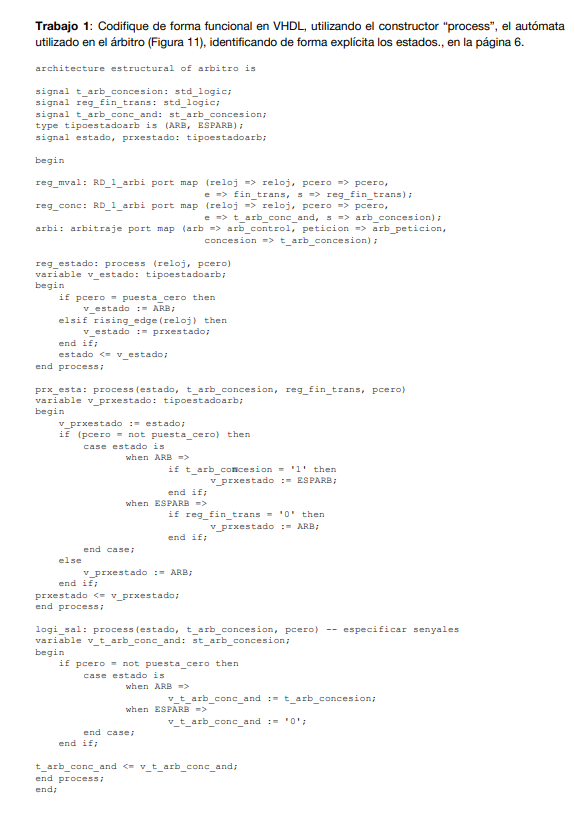 Trabajo 1: Codifique de forma funcional en VHDL, utilizando el constructor “process”, el autómata
utilizado en el árbitro (Figura 11), identificando de forma explícita los estados., en la página 6.
architecture estructural of arbitro is
signal t_arb_concesion: std_logic;
signal reg_fin_trans: std_logic;
signal t_arb_conc_and: st_arb_concesion;
type tipoestadoarb is (ARB, ESPARB);
signal estado, prxestado: tipoestadoarb;
begin
reg_mval: RD_1_arbi port map (reloj => reloj, pcero => pcero,
e => fin_trans, s => reg_fin_trans);
reg_conc: RD_1_arbi port map (reloj => reloj, pcero => pcero,
e => t_arb_conc_and, s => arb_concesion);
arbi: arbitraje port map (arb => arb_control, peticion => arb_peticion,
concesion => t_arb_concesion);
reg_estado: process (reloj, pcero)
variable v_estado: tipoestadoarb;
begin
if pcero = puesta_cero then
v_estado := ARB;
elsif rising_edge(reloj) then
v_estado := prxestado;
end if;
estado <= v_estado;
end process;
prx_esta: process(estado, t_arb_concesion, reg_fin_trans, pcero)
variable v_prxestado: tipoestadoarb;
begin
v_prxestado := estado;
if (pcero = not puesta_cero) then
case estado is
when ARB =>
if t_arb_concesion = '1' then
v_prxestado := ESPARB;
end if;
when ESPARB =>
if reg_fin_trans = '0' then
v_prxestado := ARB;
end if;
end case;
else
v_prxestado := ARB;
end if;
prxestado <= v_prxestado;
end process;
logi_sal: process(estado, t_arb_concesion, pcero) -- especificar senyales
variable v_t_arb_conc_and: st_arb_concesion;
begin
if pcero = not puesta_cero then
case estado is
when ARB =>
v_t_arb_conc_and := t_arb_concesion;
when ESPARB =>
v_t_arb_conc_and := '0';
end case;
end if;
t_arb_conc_and <= v_t_arb_conc_and;
end process;
end;